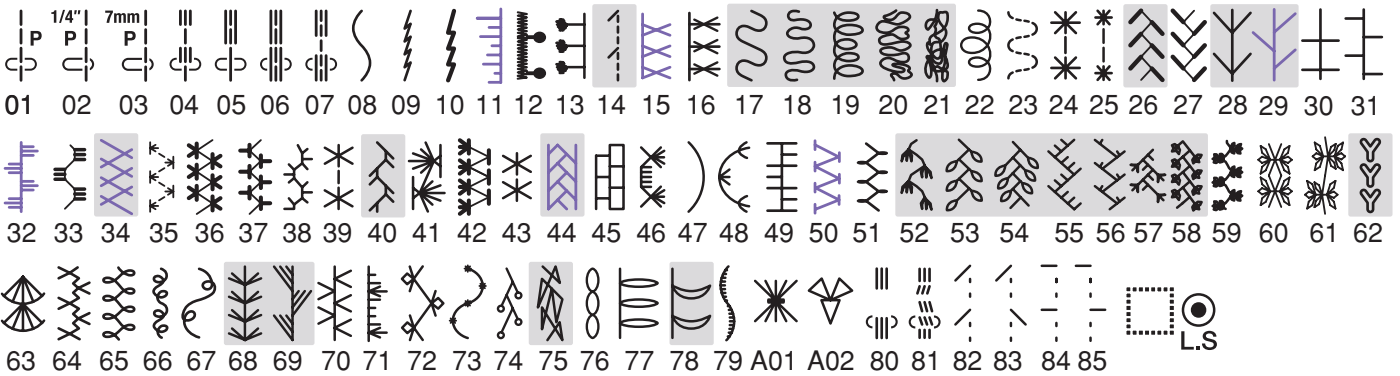 1/4″ 7mm
P P P
01 02 03 04 05 06 07 08 09 10 11 12 13 14 15 16 17 18 19 20 21 22 23 24 25 26 27 28 29 30 31
32 33 34 35 36 37 38 39 40 41 42 43 44 45 46 47 48 49 50 51 52 53 54 55 56 57 58 59 60 61 62
L.S
63 64 65 66 67 68 69 70 71 72 73 74 75 76 77 78 79 A01 A02 80 81 82 83 84 85